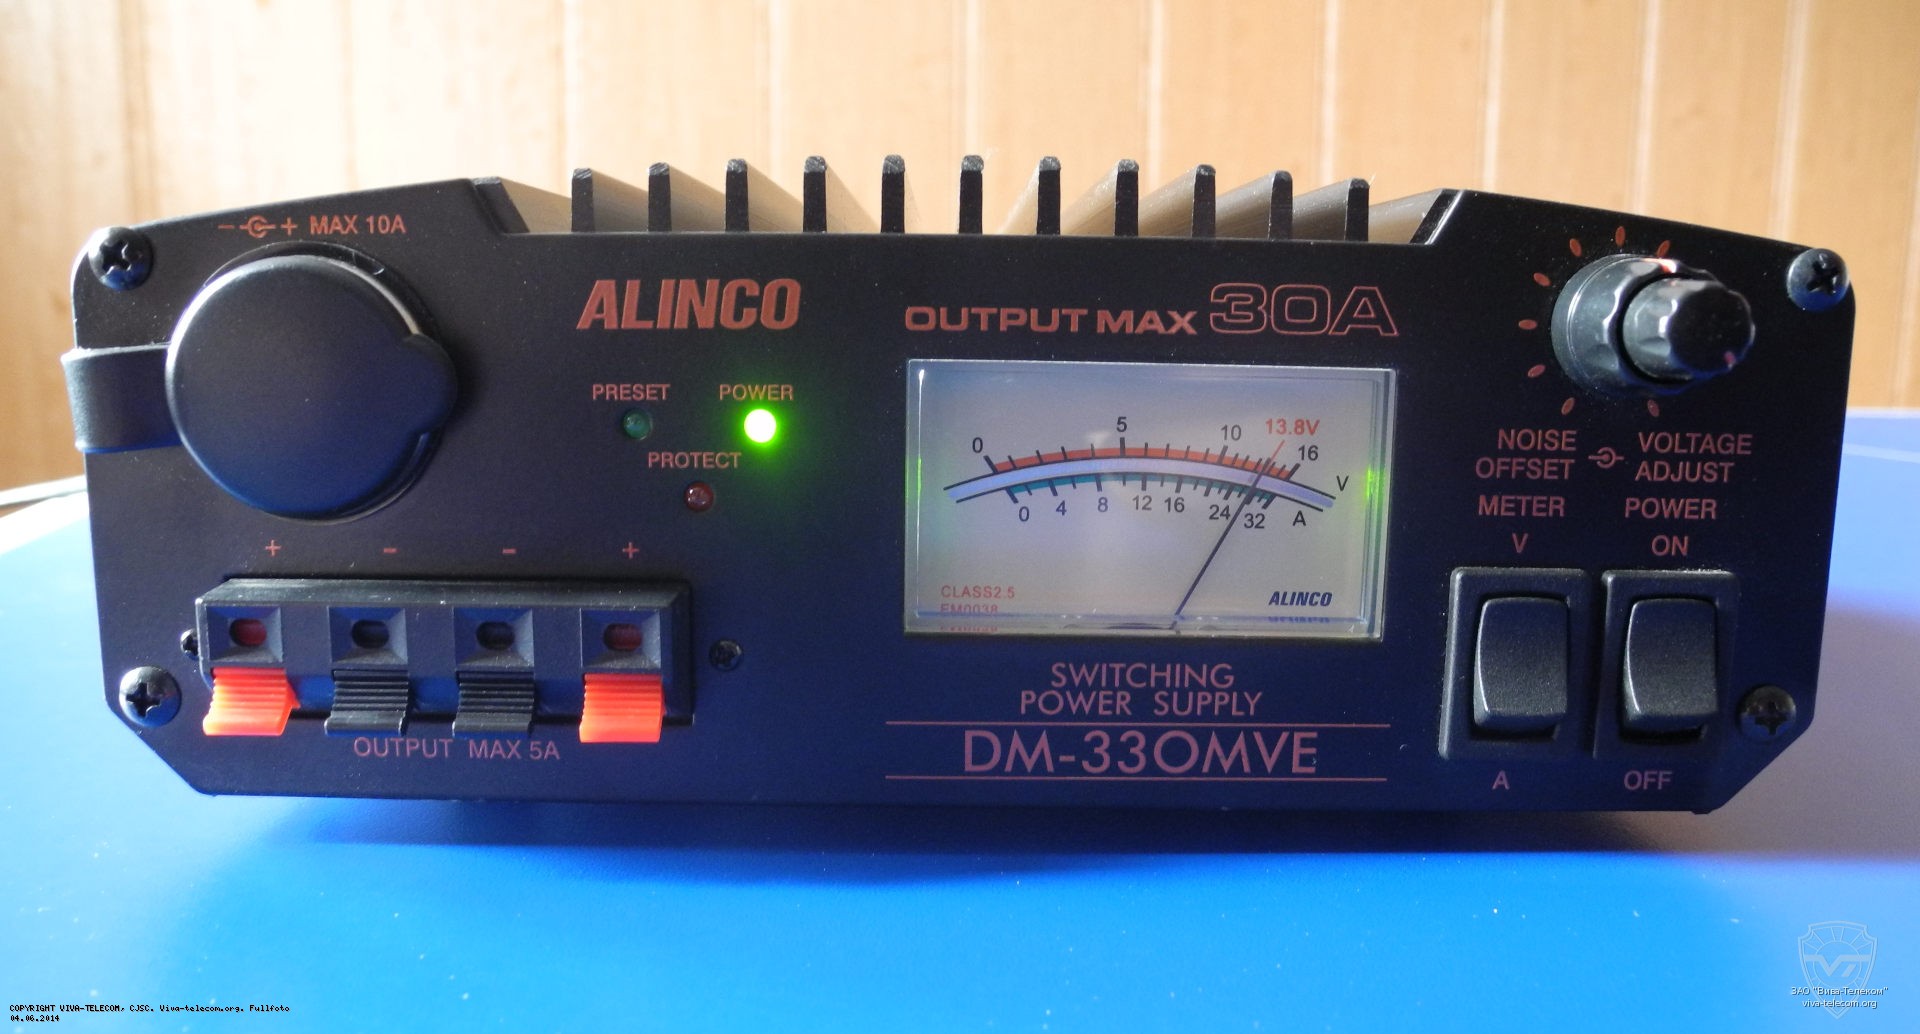 - + MAX 10A
ALINCO
OUTPUT MAX 30A
PRESET POWER
PROTECT
0 5 10 13.8V 16 V
0 4 8 12 16 24 32 A
CLASS2.5
EM0038
ALINCO
NOISE OFFSET
VOLTAGE ADJUST
METER
V
POWER
ON
+ - - +
OUTPUT MAX 5A
SWITCHING
POWER SUPPLY
DM-330MVE
A
OFF
COPYRIGHT VIVA-TELECOM, CJSC. Viva-telecom.org. Fullfoto
04.06.2014
ЗАО "Вива-Телеком"
viva-telecom.org